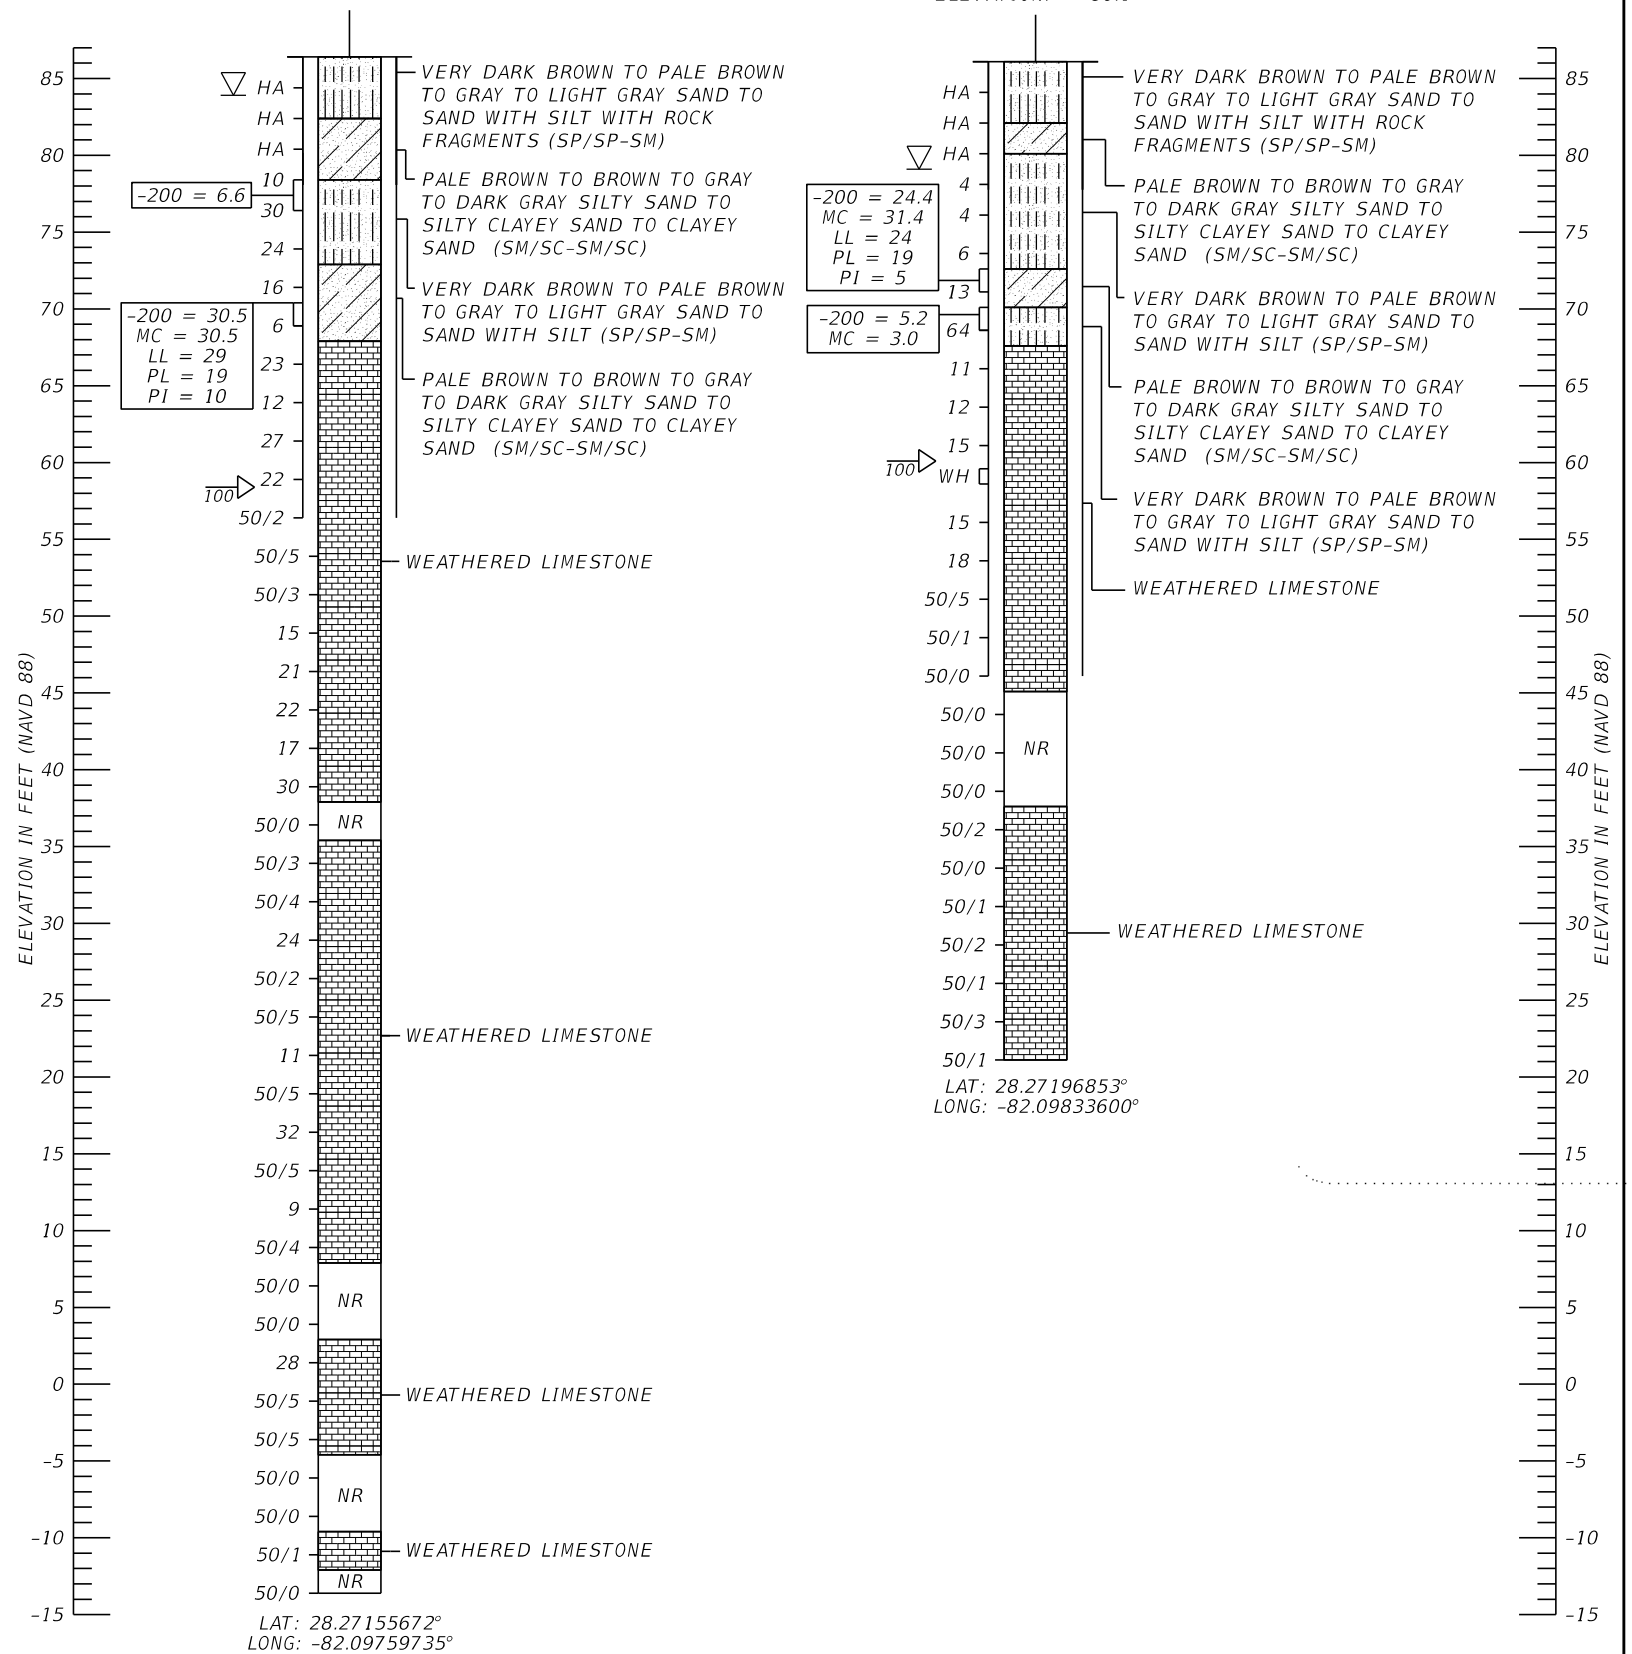 85
80
75
70
65
60
55
50
45
40
35
30
25
20
15
10
5
0
-5
-10
-15
ELEVATION IN FEET (NAVD 88)
HA
HA
HA
10
30
24
16
6
23
12
27
22
50/2
50/5
50/3
15
21
22
17
30
50/0
50/3
50/4
24
50/2
50/5
11
50/5
32
50/5
9
50/4
50/0
50/0
28
50/5
50/5
50/0
50/0
50/1
50/0
-200 = 6.6
-200 = 30.5
MC = 30.5
LL = 29
PL = 19
PI = 10
100
NR
NR
NR
NR
VERY DARK BROWN TO PALE BROWN
TO GRAY TO LIGHT GRAY SAND TO
SAND WITH SILT WITH ROCK
FRAGMENTS (SP/SP-SM)
PALE BROWN TO BROWN TO GRAY
TO DARK GRAY SILTY SAND TO
SILTY CLAYEY SAND TO CLAYEY
SAND (SM/SC-SM/SC)
VERY DARK BROWN TO PALE BROWN
TO GRAY TO LIGHT GRAY SAND TO
SAND WITH SILT (SP/SP-SM)
PALE BROWN TO BROWN TO GRAY
TO DARK GRAY SILTY SAND TO
SILTY CLAYEY SAND TO CLAYEY
SAND (SM/SC-SM/SC)
WEATHERED LIMESTONE
WEATHERED LIMESTONE
WEATHERED LIMESTONE
WEATHERED LIMESTONE
LAT: 28.27155672°
LONG: -82.09759735°
HA
HA
HA
4
4
6
13
64
11
12
15
WH
15
18
50/5
50/1
50/0
50/0
50/0
50/0
50/2
50/0
50/1
50/2
50/1
50/3
50/1
-200 = 24.4
MC = 31.4
LL = 24
PL = 19
PI = 5
-200 = 5.2
MC = 3.0
100
NR
VERY DARK BROWN TO PALE BROWN
TO GRAY TO LIGHT GRAY SAND TO
SAND WITH SILT WITH ROCK
FRAGMENTS (SP/SP-SM)
PALE BROWN TO BROWN TO GRAY
TO DARK GRAY SILTY SAND TO
SILTY CLAYEY SAND TO CLAYEY
SAND (SM/SC-SM/SC)
VERY DARK BROWN TO PALE BROWN
TO GRAY TO LIGHT GRAY SAND TO
SAND WITH SILT (SP/SP-SM)
PALE BROWN TO BROWN TO GRAY
TO DARK GRAY SILTY SAND TO
SILTY CLAYEY SAND TO CLAYEY
SAND (SM/SC-SM/SC)
VERY DARK BROWN TO PALE BROWN
TO GRAY TO LIGHT GRAY SAND TO
SAND WITH SILT (SP/SP-SM)
WEATHERED LIMESTONE
WEATHERED LIMESTONE
LAT: 28.27196853°
LONG: -82.09833600°
85
80
75
70
65
60
55
50
45
40
35
30
25
20
15
10
5
0
-5
-10
-15
ELEVATION IN FEET (NAVD 88)